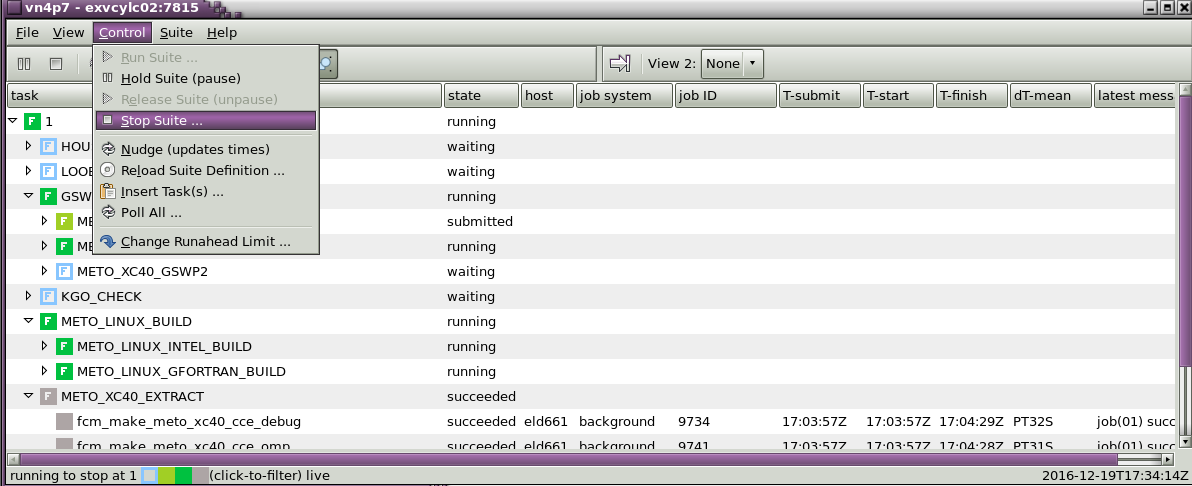 vn4p7 - exvcylc02:7815
File View Control Suite Help
Run Suite ...
Hold Suite (pause)
Release Suite (unpause)
Stop Suite ...
Nudge (updates times)
Reload Suite Definition ...
Insert Task(s) ...
Poll All ...
Change Runahead Limit ...
View 2: None
task state host job system job ID T-submit T-start T-finish dT-mean latest mess
F 1 running
F HOU waiting
F LOOB waiting
F GSW running
F ME submitted
F ME running
F METO_XC40_GSWP2 waiting
F KGO_CHECK waiting
F METO_LINUX_BUILD running
F METO_LINUX_INTEL_BUILD running
F METO_LINUX_GFORTRAN_BUILD running
F METO_XC40_EXTRACT succeeded
fcm_make_meto_xc40_cce_debug succeeded eld661 background 9734 17:03:57Z 17:03:57Z 17:04:29Z PT32S job(01) succ
fcm_make_meto_xc40_cce_omp succeeded eld661 background 9741 17:03:57Z 17:03:57Z 17:04:28Z PT31S job(01) succ
running to stop at 1 (click-to-filter) live 2016-12-19T17:34:14Z